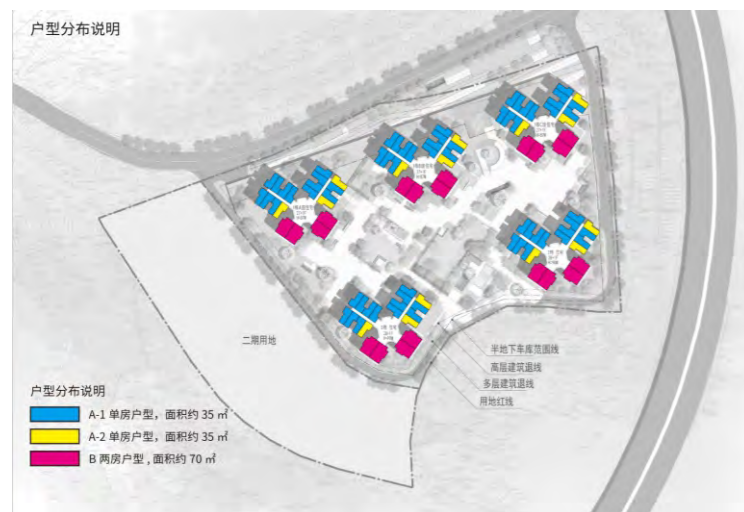 户型分布说明
二期用地
半地下车库范围线
高层建筑退线
多层建筑退线
用地红线
户型分布说明
A-1 单房户型，面积约 35 ㎡
A-2 单房户型，面积约 35 ㎡
B 两房户型 , 面积约 70 ㎡